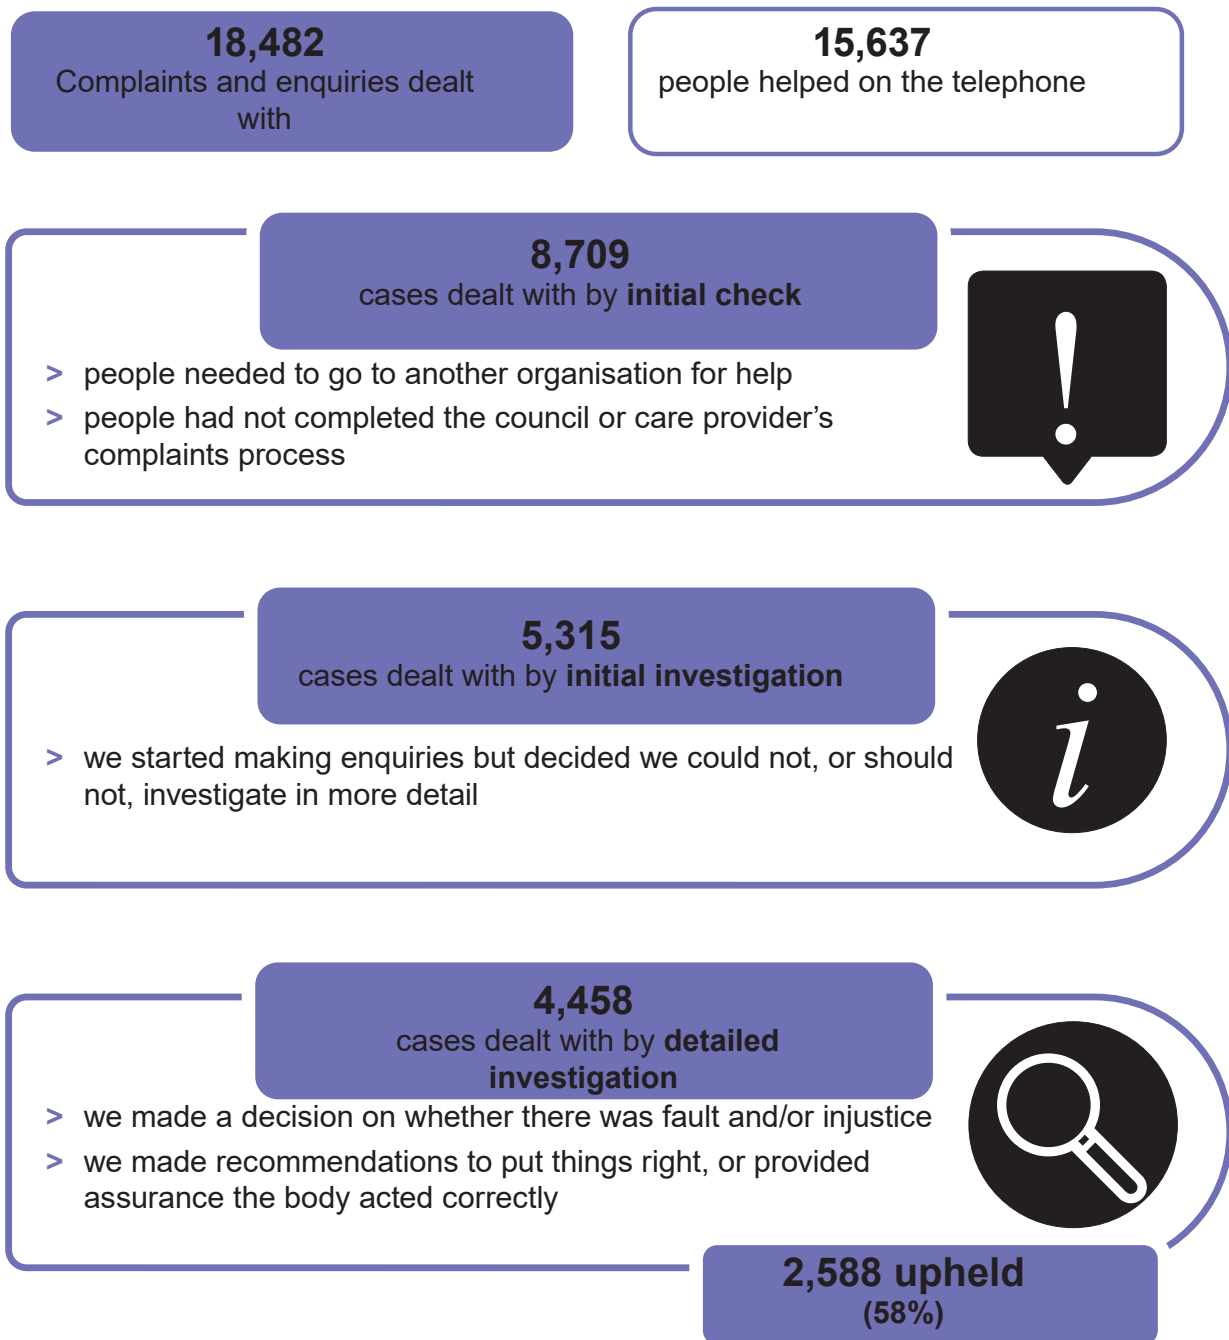 18,482
Complaints and enquiries dealt
with
15,637
people helped on the telephone
8,709
cases dealt with by initial check
> people needed to go to another organisation for help
> people had not completed the council or care provider’s
complaints process
!
5,315
cases dealt with by initial investigation
> we started making enquiries but decided we could not, or should
not, investigate in more detail
i
4,458
cases dealt with by detailed
investigation
> we made a decision on whether there was fault and/or injustice
> we made recommendations to put things right, or provided
assurance the body acted correctly
2,588 upheld
(58%)